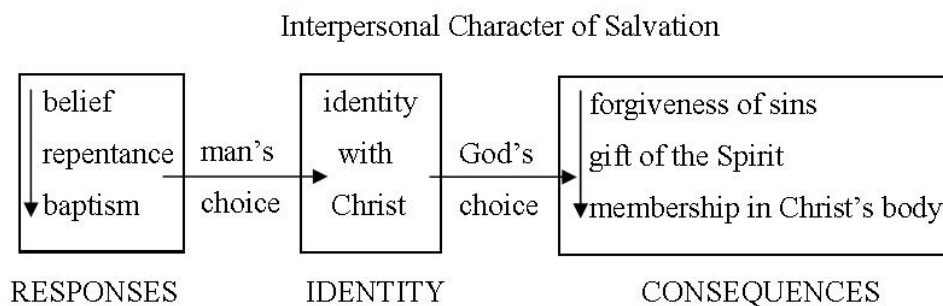 Interpersonal Character of Salvation
belief
repentance
baptism
man's
choice
identity
with
Christ
God's
choice
forgiveness of sins
gift of the Spirit
membership in Christ's body
RESPONSES
IDENTITY
CONSEQUENCES